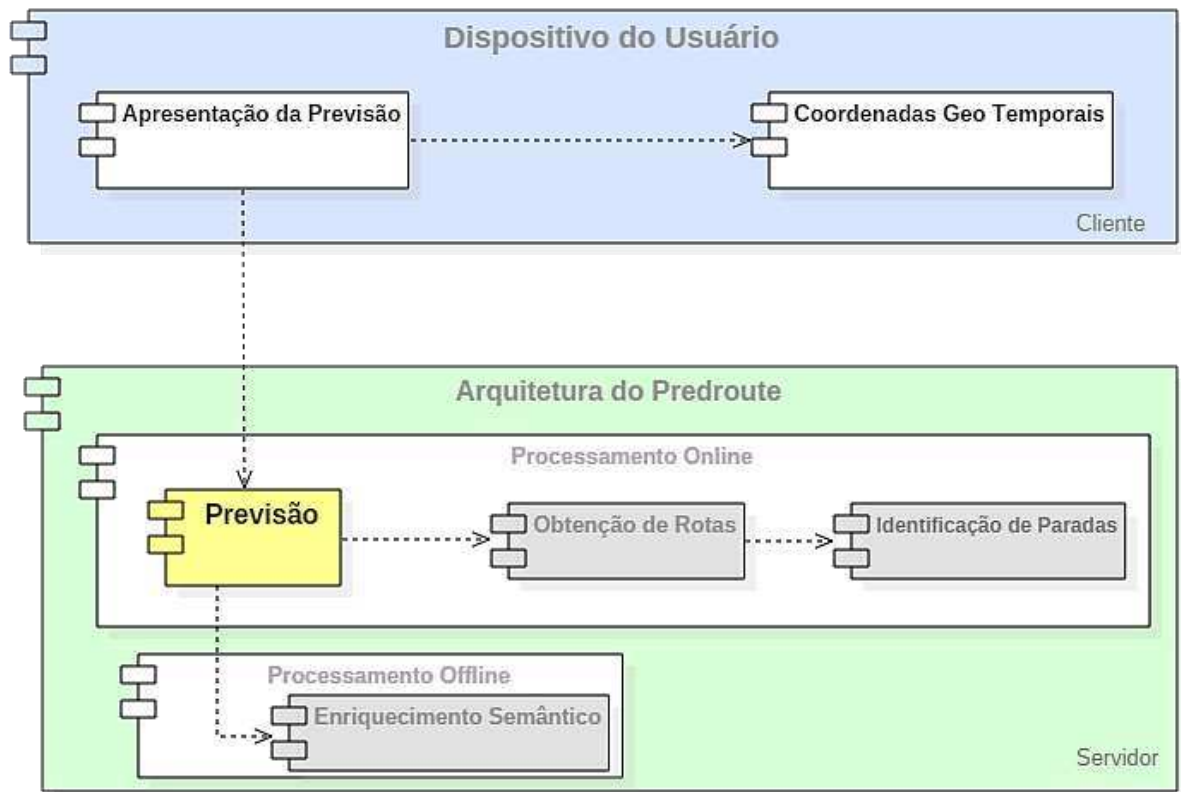 Dispositivo do Usuário
Apresentação da Previsão
Coordenadas Geo Temporais
Cliente
Arquitetura do Predroute
Processamento Online
Previsão
Obtenção de Rotas
Identificação de Paradas
Processamento Offline
Enriquecimento Semântico
Servidor